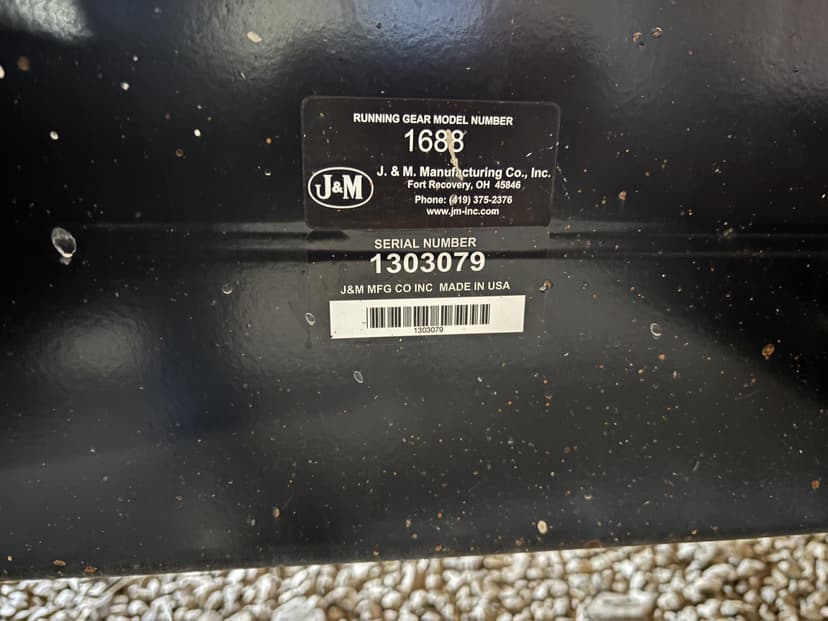 RUNNING GEAR MODEL NUMBER
1688
J&M
J. & M. Manufacturing Co., Inc.
Fort Recovery, OH 45846
Phone: (419) 375-2376
www.jm-inc.com
SERIAL NUMBER
1303079
J&M MFG CO INC MADE IN USA
1303079